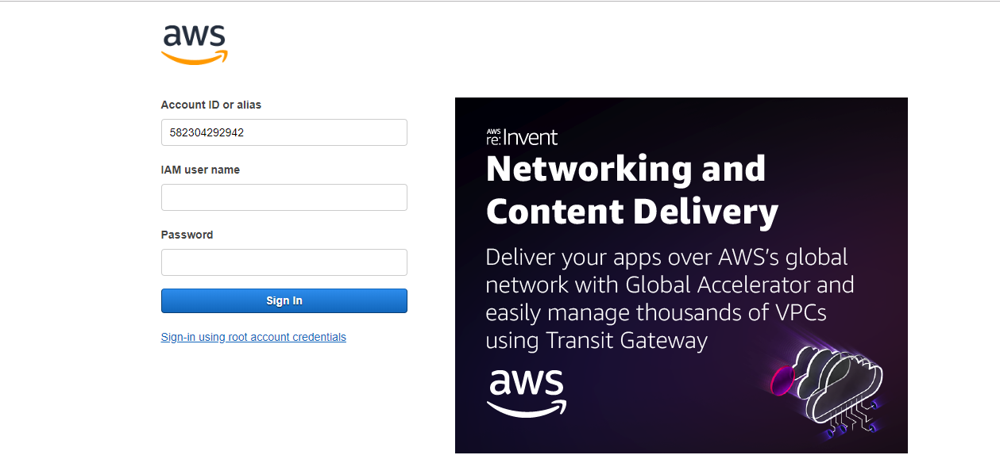 aws
Account ID or alias
582304292942
IAM user name
Password
Sign In
Sign-in using root account credentials
AWS
re:Invent
Networking and
Content Delivery
Deliver your apps over AWS's global
network with Global Accelerator and
easily manage thousands of VPCs
using Transit Gateway
aws